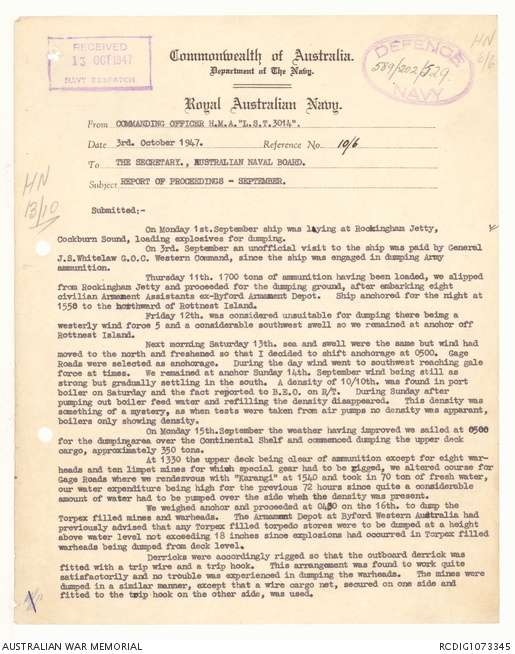 RECEIVED
13 OCT 1947
NAVY DESPATCH
Commonwealth of Australia.
Department of The Navy.
DEFENCE
589/202/529.
NAVY
HN
6/6
Royal Australian Navy.
From COMMANDING OFFICER H.M.A."L.S.T.3014".
Date 3rd. October 1947. Reference No. 10/6
To THE SECRETARY., AUSTRALIAN NAVAL BOARD.
Subject REPORT OF PROCEEDINGS - SEPTEMBER.
HN
13/10
Submitted:-
On Monday 1st.September ship was laying at Rockingham Jetty,
Cockburn Sound, loading explosives for dumping.
On 3rd. September an unofficial visit to the ship was paid by General
J.S.Whitelaw G.O.C. Western Command, since the ship was engaged in dumping Army
ammunition.
Thursday 11th. 1700 tons of ammunition having been loaded, we slipped
from Rockingham Jetty and proceeded for the dumping ground, after embarking eight
civilian Armament Assistants ex-Byford Armament Depot. Ship anchored for the night at
1550 to the northward of Rottnest Island.
Friday 12th. was considered unsuitable for dumping there being a
westerly wind force 5 and a considerable southwest swell so we remained at anchor off
Rottnest Island.
Next morning Saturday 13th. sea and swell were the same but wind had
moved to the north and freshened so that I decided to shift anchorage at 0500. Gage
Roads were selected as anchorage. During the day wind went to southwest reaching gale
force at times. We remained at anchor Sunday 14th. September wind being still as
strong but gradually settling in the south. A density of 10/10th. was found in port
boiler on Saturday and the fact reported to B.E.O. on R/T. During Sunday after
pumping out boiler feed water and refilling the density disappeared. This density was
something of a mystery, as when tests were taken from air pumps no density was apparant,
boilers only showing density.
On Monday 15th.September the weather having improved we sailed at 0500
for the dumpingarea over the Continental Shelf and commenced dumping the upper deck
cargo, approximately 350 tons.
At 1330 the upper deck being clear of ammunition except for eight war-
heads and ten limpet mines for which special gear had to be rigged, we altered course for
Gage Roads where we rendezvous with "Karangi" at 1540 and took in 70 ton of fresh water,
our water expenditure being high for the previous 72 hours since quite a considerable
amount of water had to be pumped over the side when the density was present.
We weighed anchor and proceeded at 0430 on the 16th. to dump the
Torpex filled mines and warheads. The Armament Depot at Byford Western Australia had
previously advised that any Torpex filled torpedo stores were to be dumped at a height
above water level not exceeding 18 inches since explosions had occurred in Torpex filled
warheads being dumped from deck level.
Derricks were accordingly rigged so that the outboard derrick was
fitted with a trip wire and a trip hook. This arrangement was found to work quite
satisfactorily and no trouble was experienced in dumping the warheads. The mines were
dumped in a similar manner, except that a wire cargo net, secured on one side and
fitted to the trip hook on the other side, was used.
AUSTRALIAN WAR MEMORIAL
RCDIG1073345